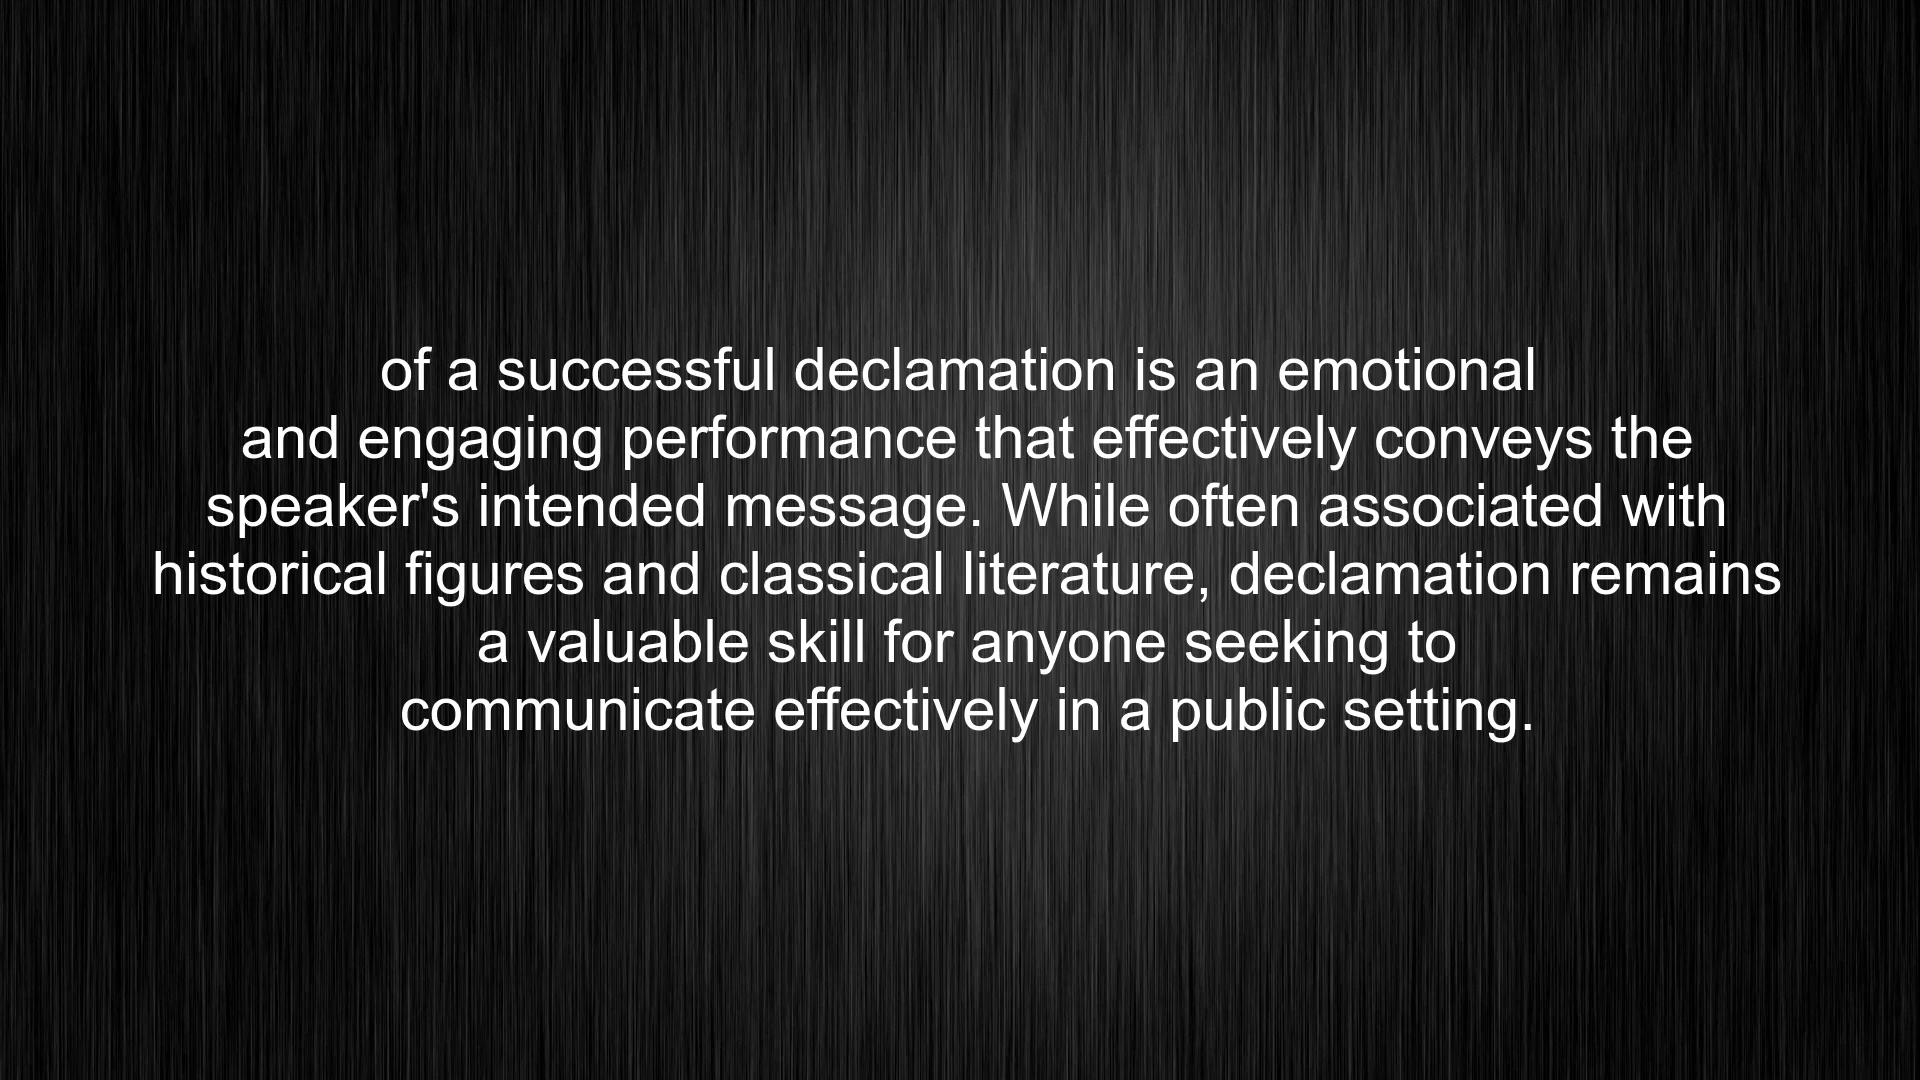 of a successful declamation is an emotional
and engaging performance that effectively conveys the
speaker's intended message. While often associated with
historical figures and classical literature, declamation remains
a valuable skill for anyone seeking to
communicate effectively in a public setting.